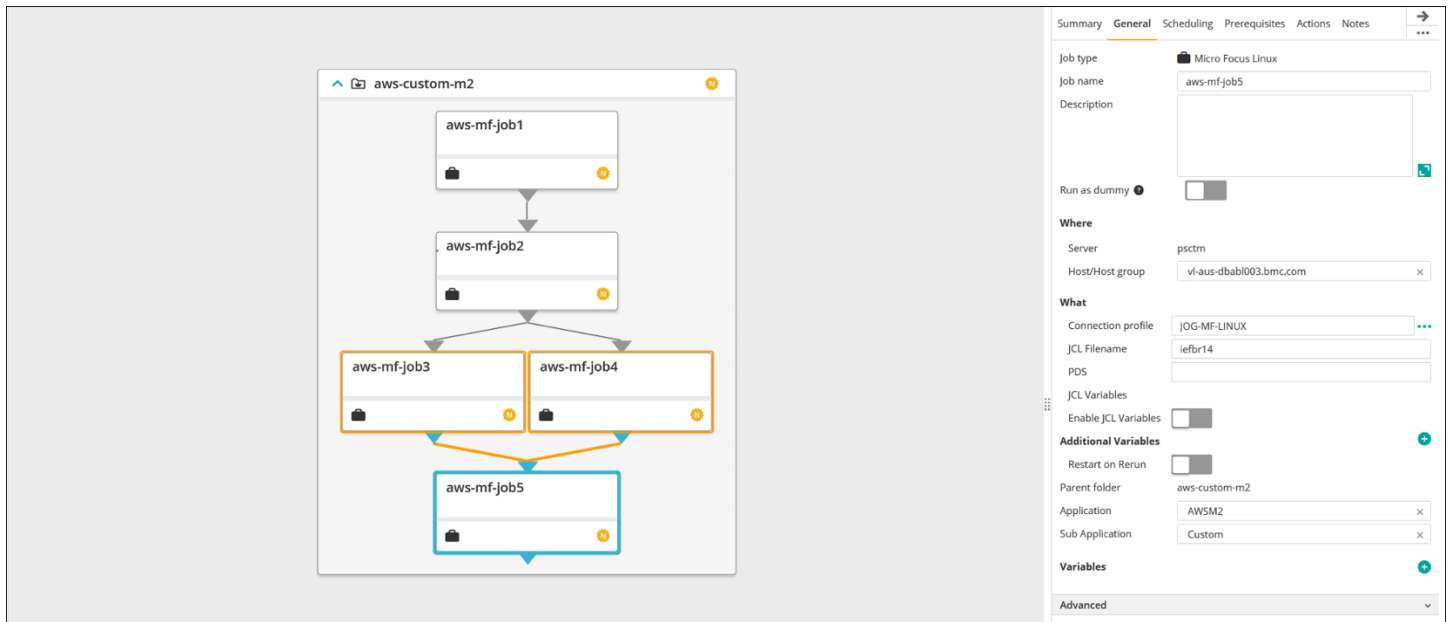 aws-custom-m2
N
aws-mf-job1
N
aws-mf-job2
N
aws-mf-job3
N
aws-mf-job4
N
aws-mf-job5
N
Summary General Scheduling Prerequisites Actions Notes
Job type Micro Focus Linux
Job name aws-mf-job5
Description
Run as dummy ?
Where
Server psctm
Host/Host group vl-aus-dbabl003.bmc.com ×
What
Connection profile JOG-MF-LINUX
JCL Filename iefbr14
PDS
JCL Variables
Enable JCL Variables
Additional Variables
Restart on Rerun
Parent folder aws-custom-m2
Application AWSM2 ×
Sub Application Custom ×
Variables
Advanced